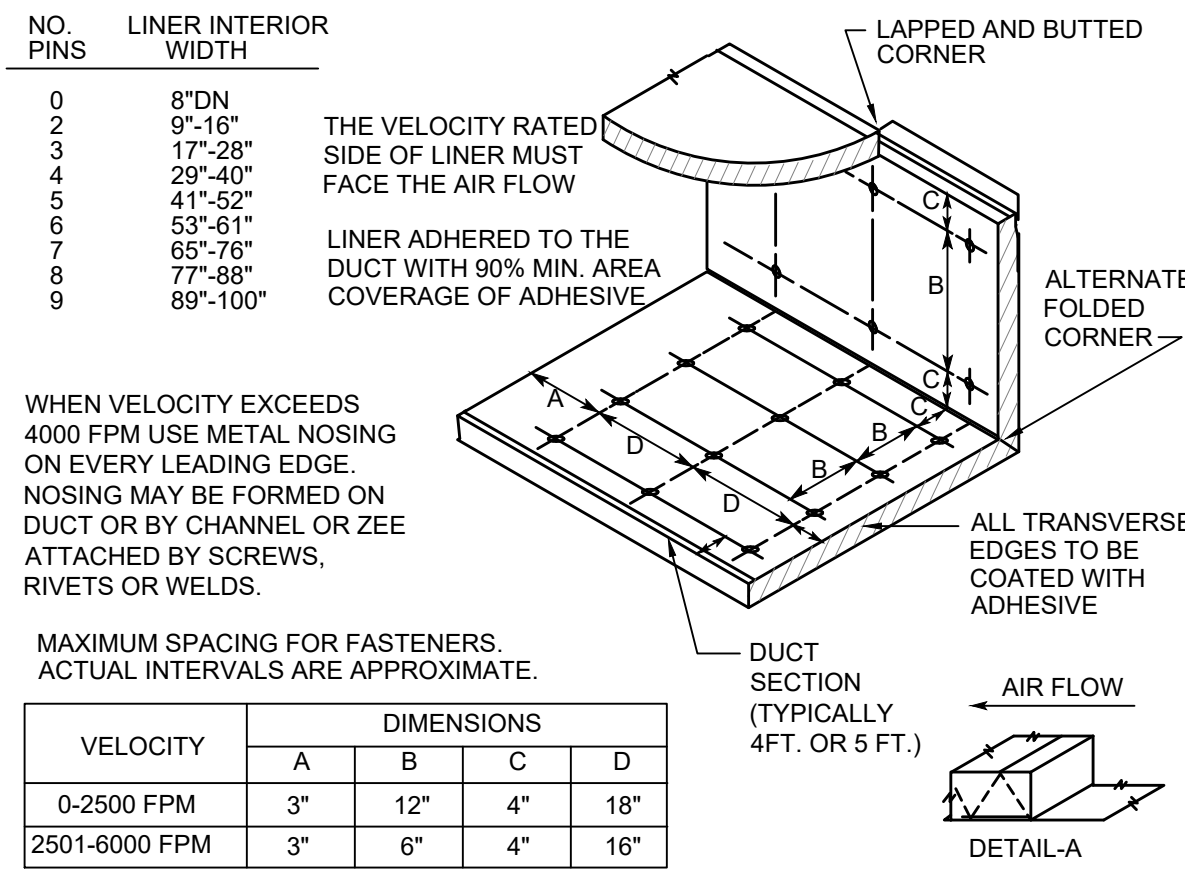 NO. LINER INTERIOR
PINS WIDTH
0 8"DN
2 9"-16"
3 17"-28"
4 29"-40"
5 41"-52"
6 53"-61"
7 65"-76"
8 77"-88"
9 89"-100"
THE VELOCITY RATED
SIDE OF LINER MUST
FACE THE AIR FLOW
LINER ADHERED TO THE
DUCT WITH 90% MIN. AREA
COVERAGE OF ADHESIVE
LAPPED AND BUTTED
CORNER
C
B
C
ALTERNATE
FOLDED
CORNER
A
D
D
B
B
C
WHEN VELOCITY EXCEEDS
4000 FPM USE METAL NOSING
ON EVERY LEADING EDGE.
NOSING MAY BE FORMED ON
DUCT OR BY CHANNEL OR ZEE
ATTACHED BY SCREWS,
RIVETS OR WELDS.
ALL TRANSVERSE
EDGES TO BE
COATED WITH
ADHESIVE
MAXIMUM SPACING FOR FASTENERS.
ACTUAL INTERVALS ARE APPROXIMATE.
DUCT
SECTION
(TYPICALLY
4FT. OR 5 FT.)
VELOCITY DIMENSIONS
A B C D
0-2500 FPM 3" 12" 4" 18"
2501-6000 FPM 3" 6" 4" 16"
AIR FLOW
DETAIL-A